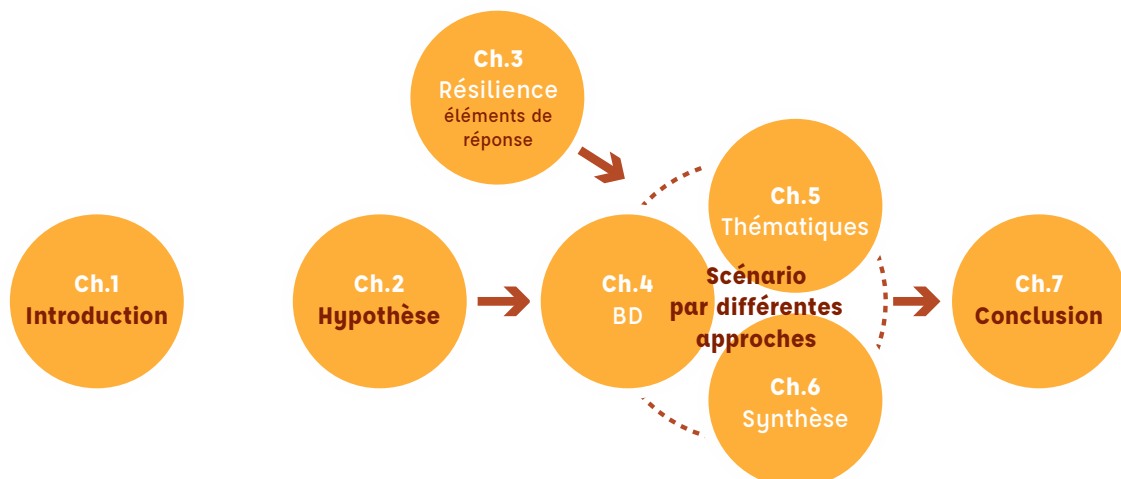 Ch.1
Introduction
Ch.2
Hypothèse
Ch.3
Résilience
éléments de
réponse
Ch.4
BD
Scénario
par différentes
approches
Ch.5
Thématiques
Ch.6
Synthèse
Ch.7
Conclusion